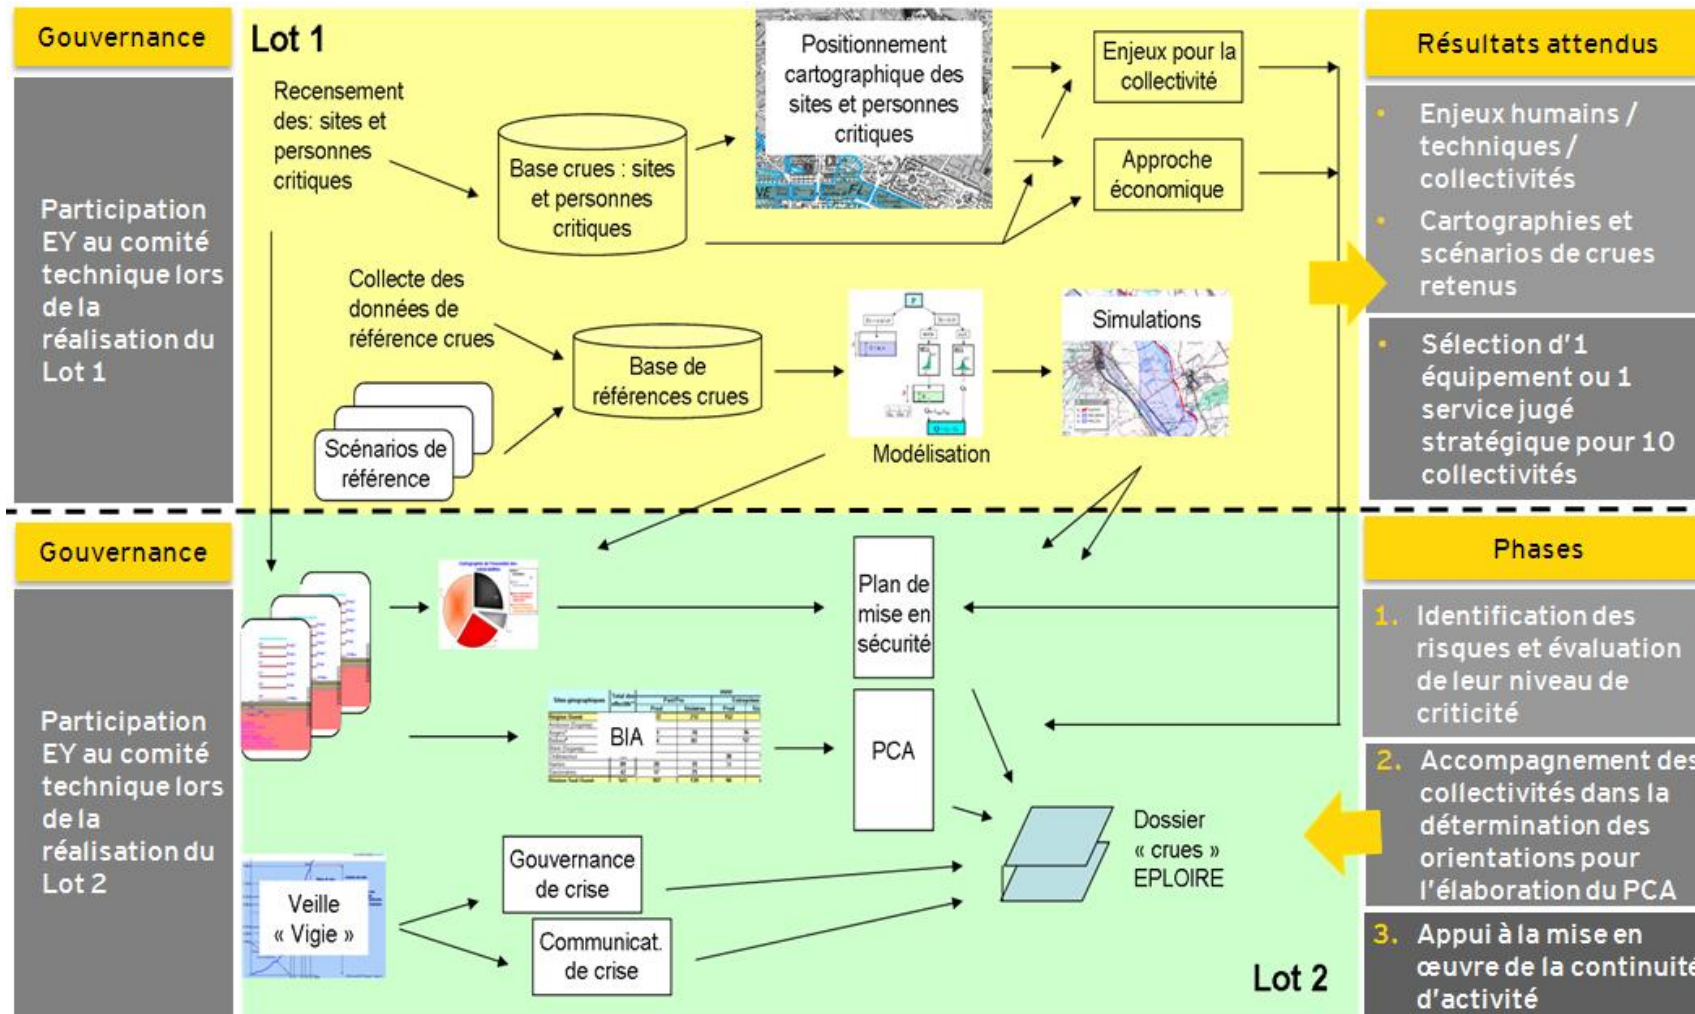 Gouvernance
Participation
EY au comité
technique lors
de la
réalisation du
Lot 1
Lot 1
Recensement
des: sites et
personnes
critiques
Base crues : sites
et personnes
critiques
Positionnement
cartographique des
sites et personnes
critiques
Enjeux pour la
collectivité
Approche
économique
Collecte des
données de
référence crues
Scénarios de
référence
Base de
références crues
Modélisation
Simulations
Résultats attendus
• Enjeux humains /
techniques /
collectivités
• Cartographies et
scénarios de crues
retenus
• Sélection d'1
équipement ou 1
service jugé
stratégique pour 10
collectivités
Gouvernance
Participation
EY au comité
technique lors
de la
réalisation du
Lot 2
Plan de
mise en
sécurité
Sites géographiques
BIA
PCA
Veille
« Vigie »
Gouvernance
de crise
Communicat.
de crise
Dossier
« crues »
EPLOIRE
Lot 2
Phases
1. Identification des
risques et évaluation
de leur niveau de
criticité
2. Accompagnement des
collectivités dans la
détermination des
orientations pour
l'élaboration du PCA
3. Appui à la mise en
œuvre de la continuité
d'activité